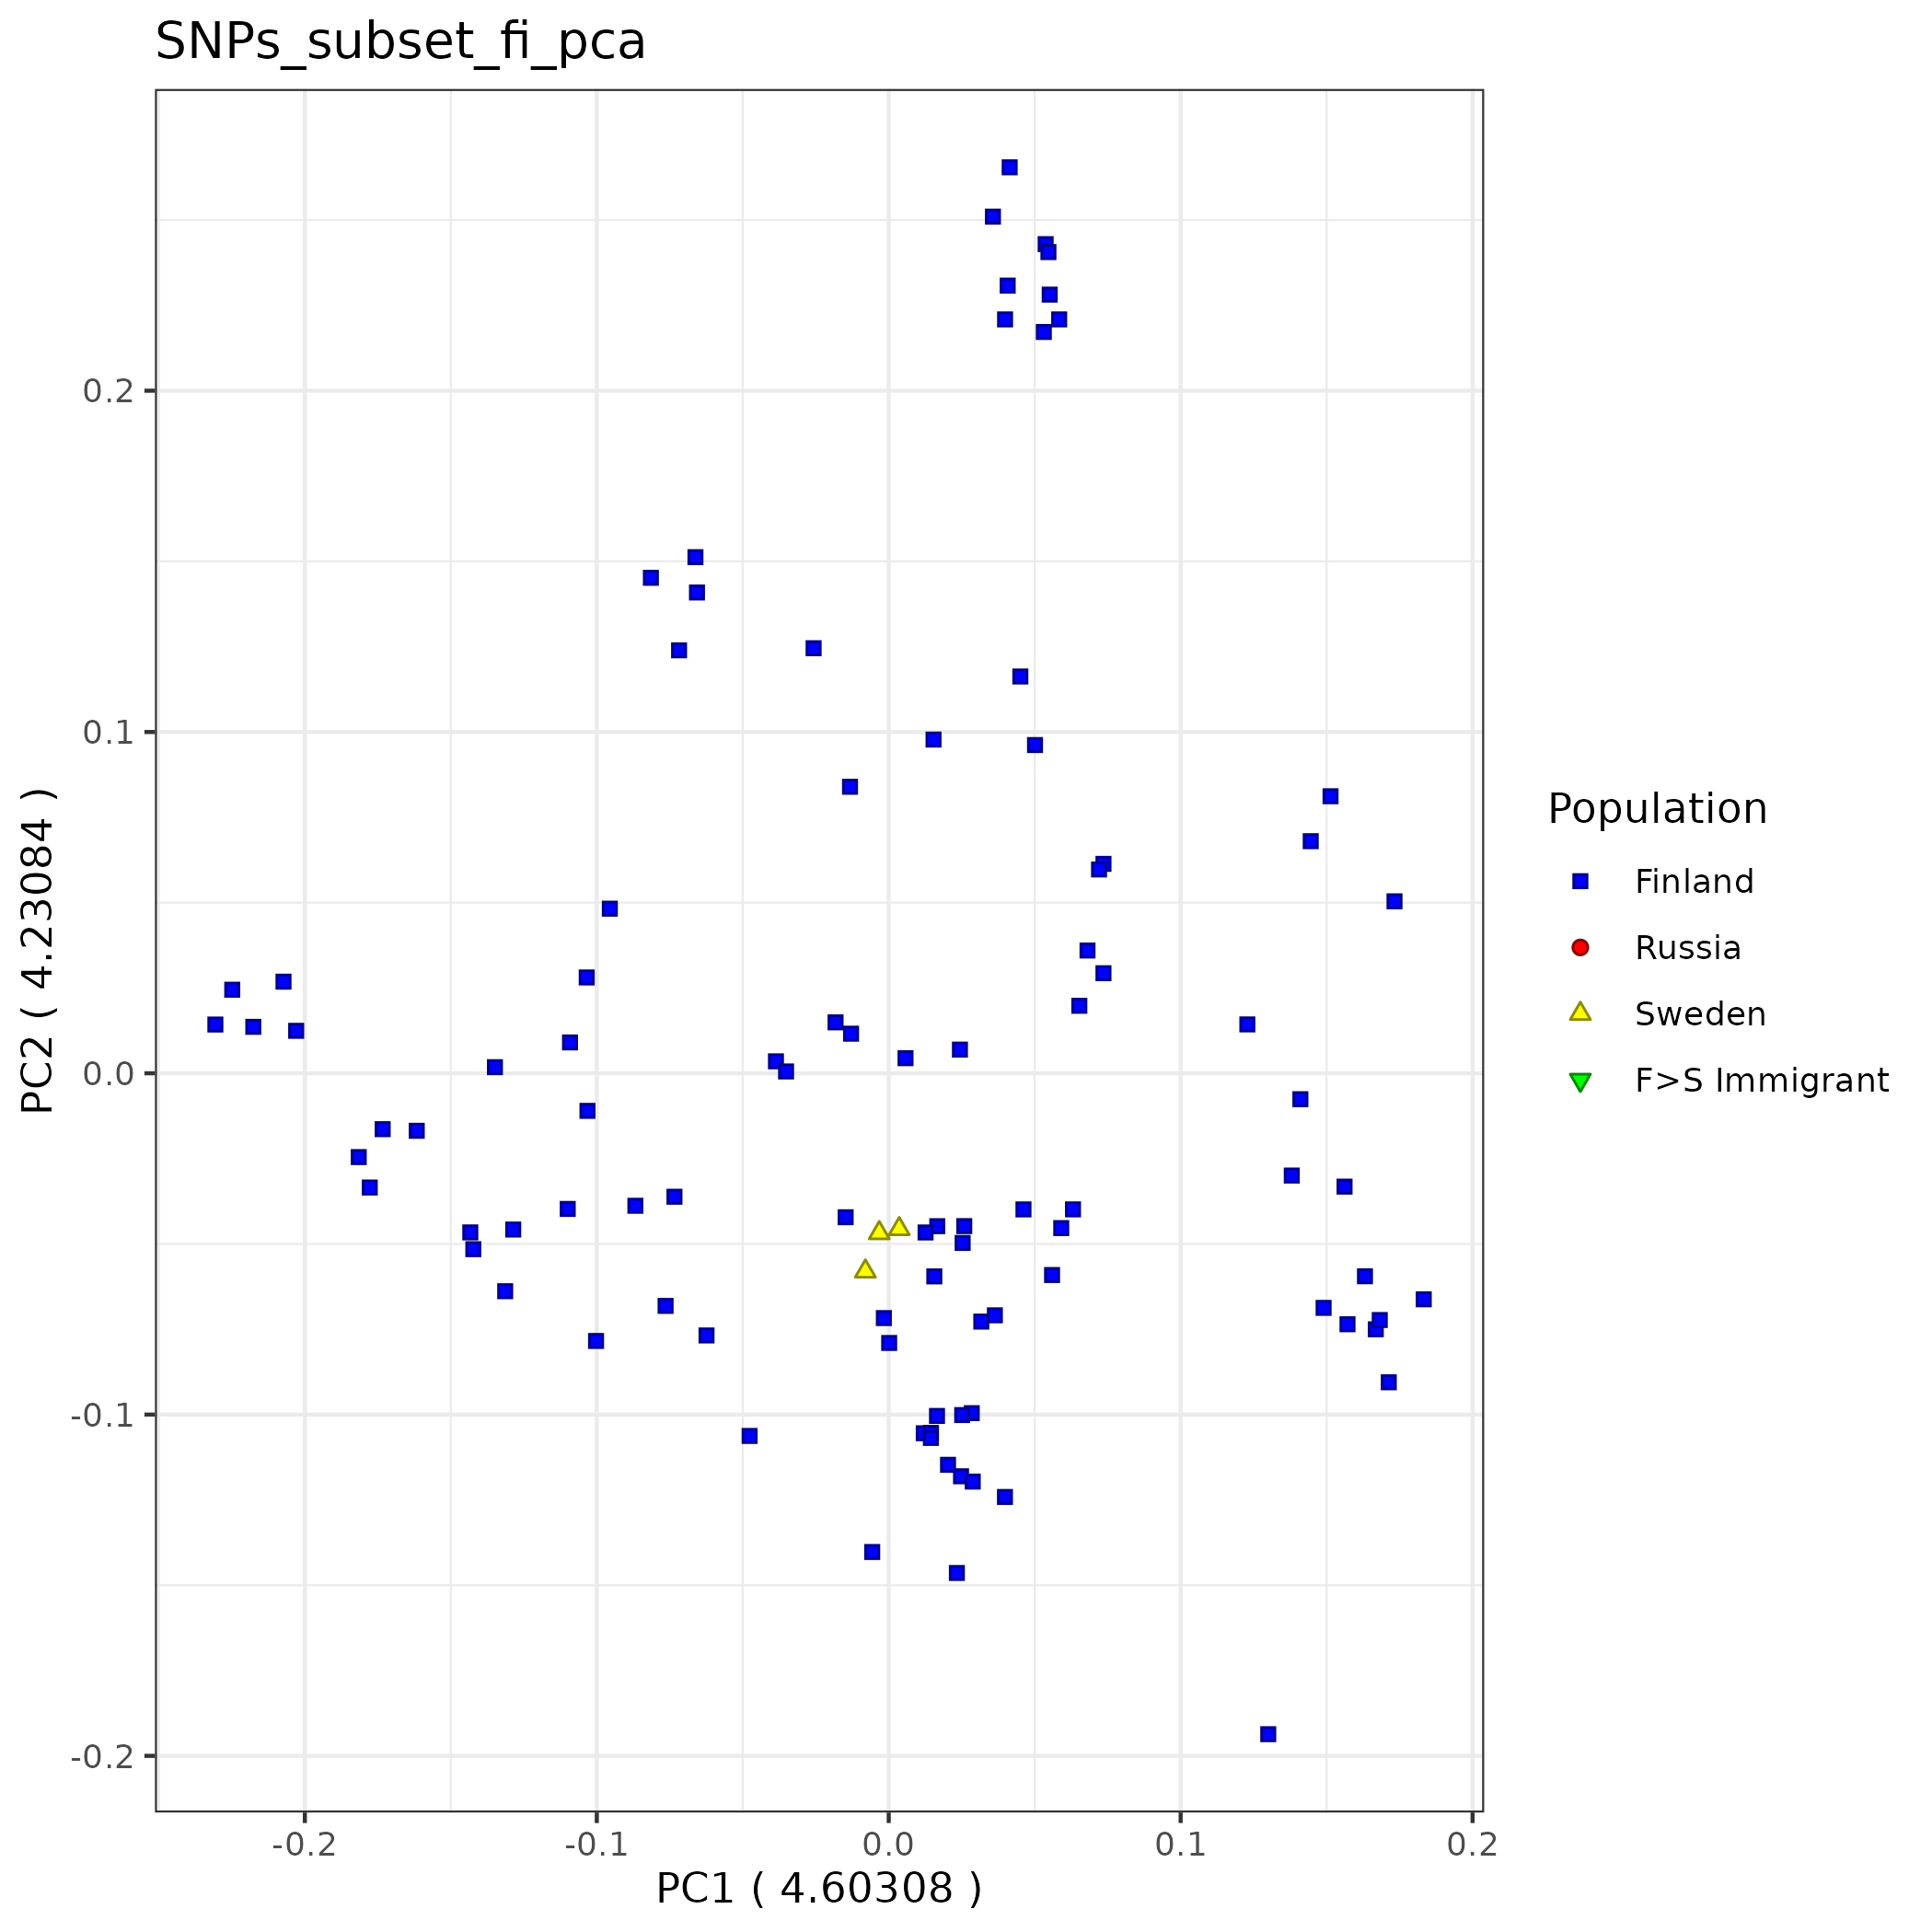 SNPs_subset_fi_pca
PC2 ( 4.23084 )
0.2
0.1
0.0
-0.1
-0.2
-0.2
-0.1
0.0
0.1
0.2
PC1 ( 4.60308 )
Population
Finland
Russia
Sweden
F>S Immigrant